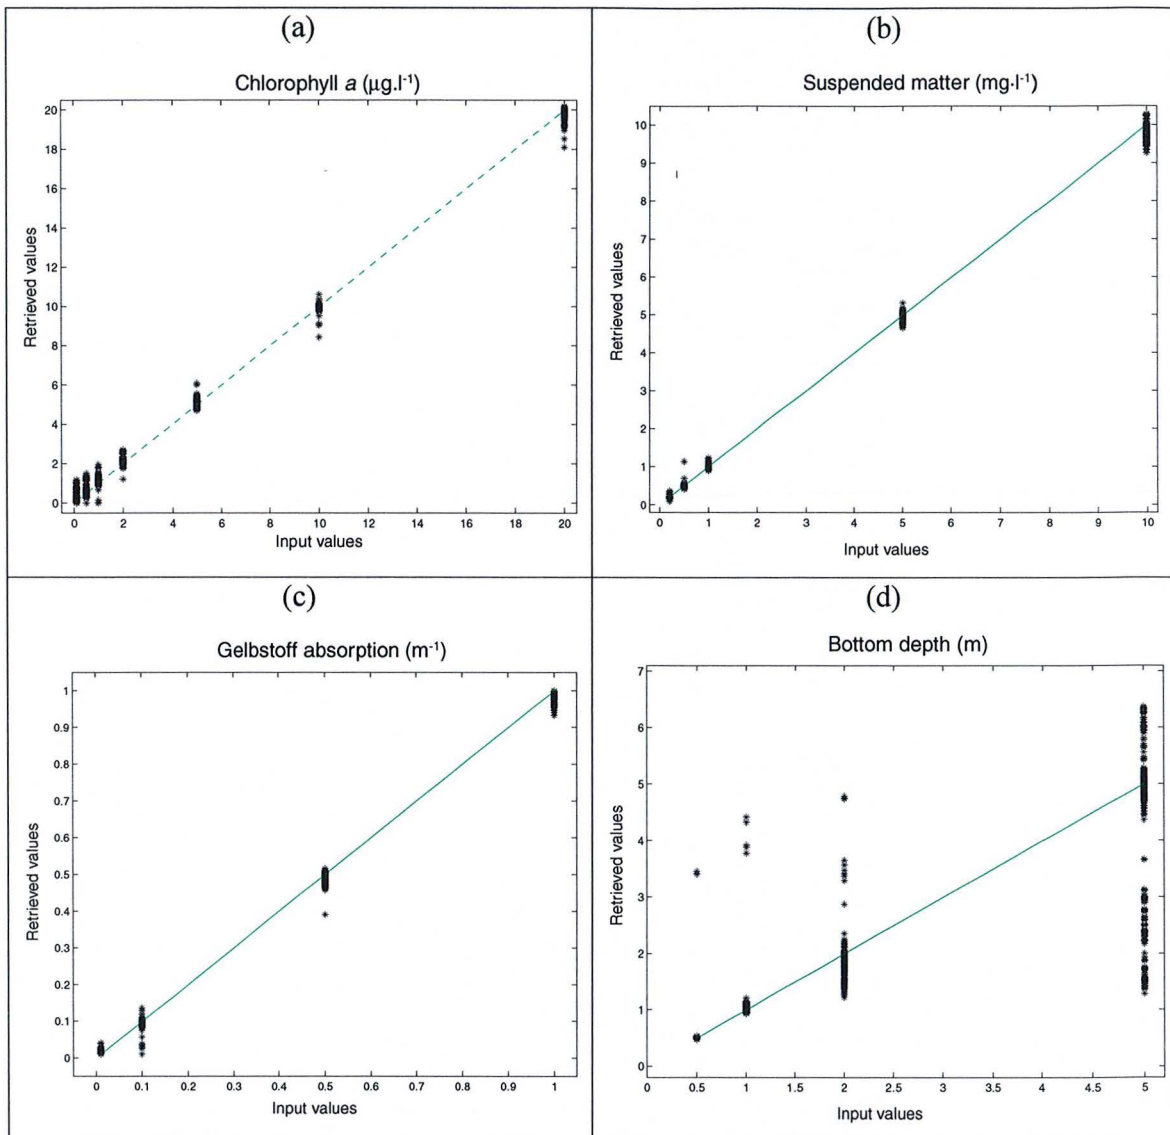 (a)
Chlorophyll a (μg.l⁻¹)
20
18
16
14
12
10
8
6
4
2
0
Retrieved values
0 2 4 6 8 10 12 14 16 18 20
Input values
(b)
Suspended matter (mg·l⁻¹)
10
9
8
7
6
5
4
3
2
1
0
Retrieved values
0 1 2 3 4 5 6 7 8 9 10
Input values
(c)
Gelbstoff absorption (m⁻¹)
1
0.9
0.8
0.7
0.6
0.5
0.4
0.3
0.2
0.1
0
Retrieved values
0 0.1 0.2 0.3 0.4 0.5 0.6 0.7 0.8 0.9 1
Input values
(d)
Bottom depth (m)
7
6
5
4
3
2
1
0
Retrieved values
0 0.5 1 1.5 2 2.5 3 3.5 4 4.5 5
Input values